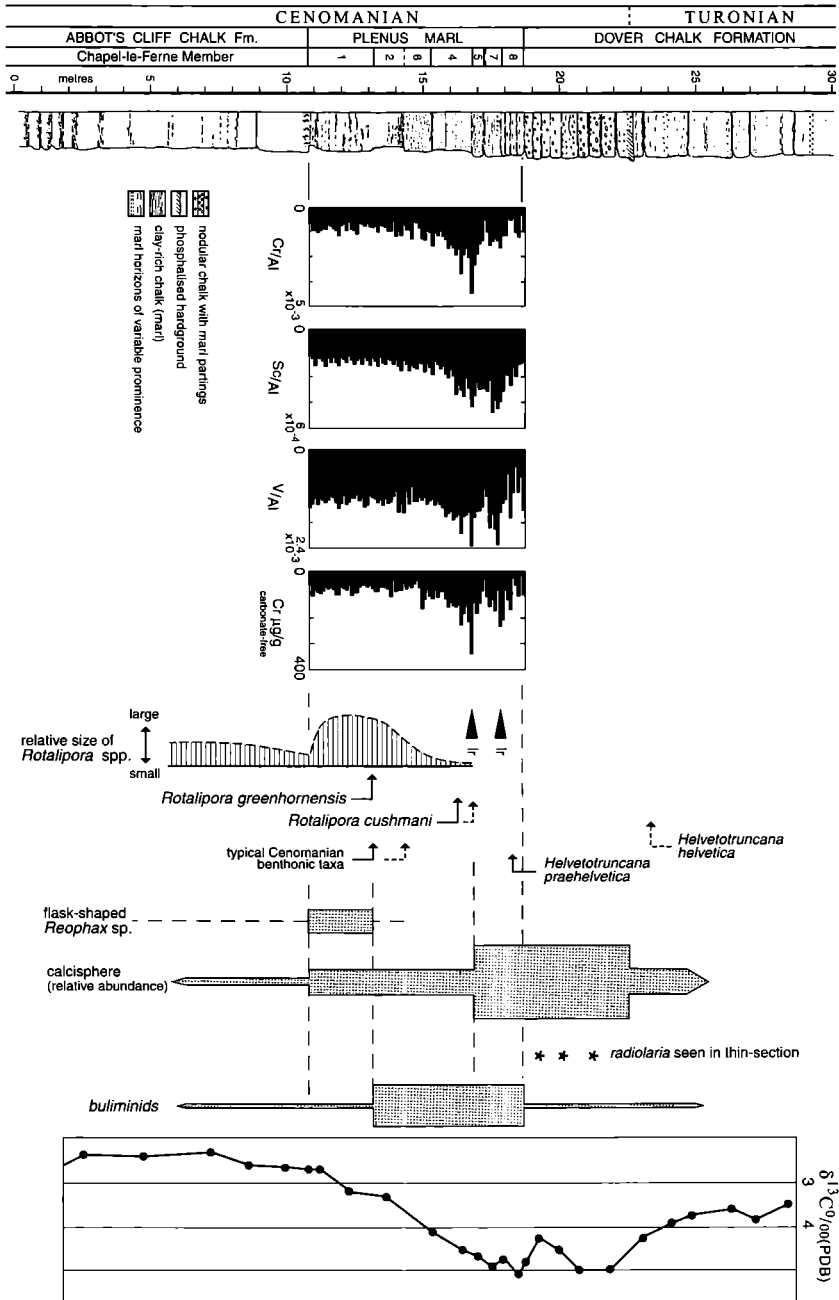 CENOMANIAN
TURONIAN
ABBOT'S CLIFF CHALK Fm.
PLENUS MARL
DOVER CHALK FORMATION
Chapel-le-Ferne Member
1
2
6
4
5
7
8
0
metres
5
10
15
20
25
30
nodular chalk with marl partings
phosphatised hardground
clay-rich chalk (marl)
marl horizons of variable prominence
0
Cr/Al
5
x10-3
0
Sc/Al
6
x10-4
0
V/Al
2.4
x10-3
0
Cr µg/g
carbonate-free
400
large
relative size of
Rotalipora spp.
small
Ir
Ir
Rotalipora greenhornensis
Rotalipora cushmani
typical Cenomanian
benthonic taxa
Helvetotruncana
praehelvetica
Helvetotruncana
helvetica
flask-shaped
Reophax sp.
calcisphere
(relative abundance)
* * * radiolaria seen in thin-section
buliminids
3
4
δ13C0/00(PDB)